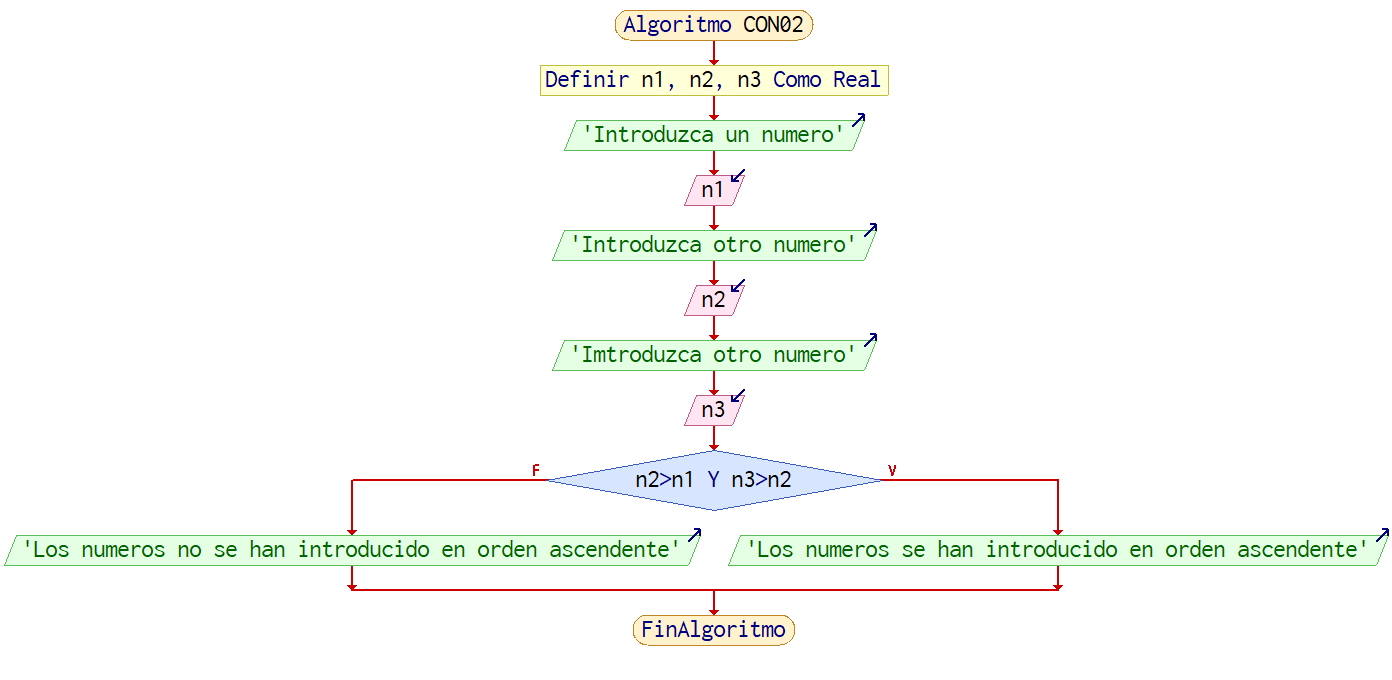 Algoritmo CON02
Definir n1, n2, n3 Como Real
'Introduzca un numero'
n1
'Introduzca otro numero'
n2
'Imtroduzca otro numero'
n3
F
n2>n1 Y n3>n2
V
'Los numeros no se han introducido en orden ascendente'
'Los numeros se han introducido en orden ascendente'
FinAlgoritmo